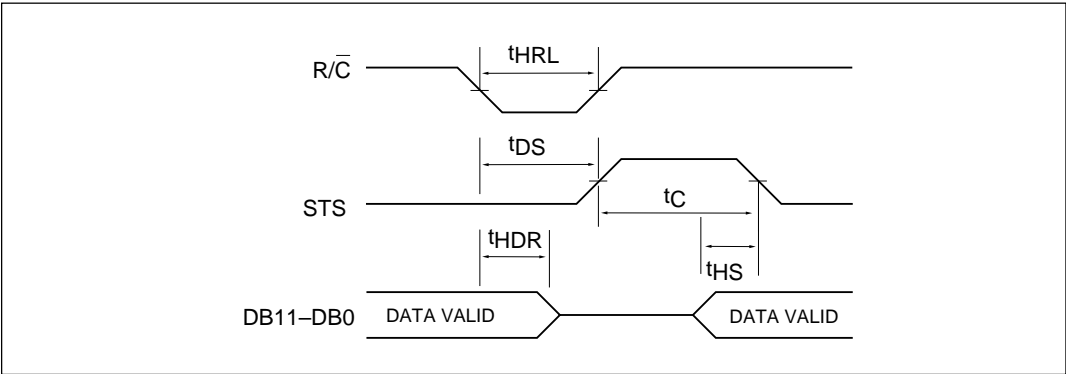 tHRL
R/C̅
tDS
STS
tC
tHDR
tHS
DB11–DB0
DATA VALID
DATA VALID